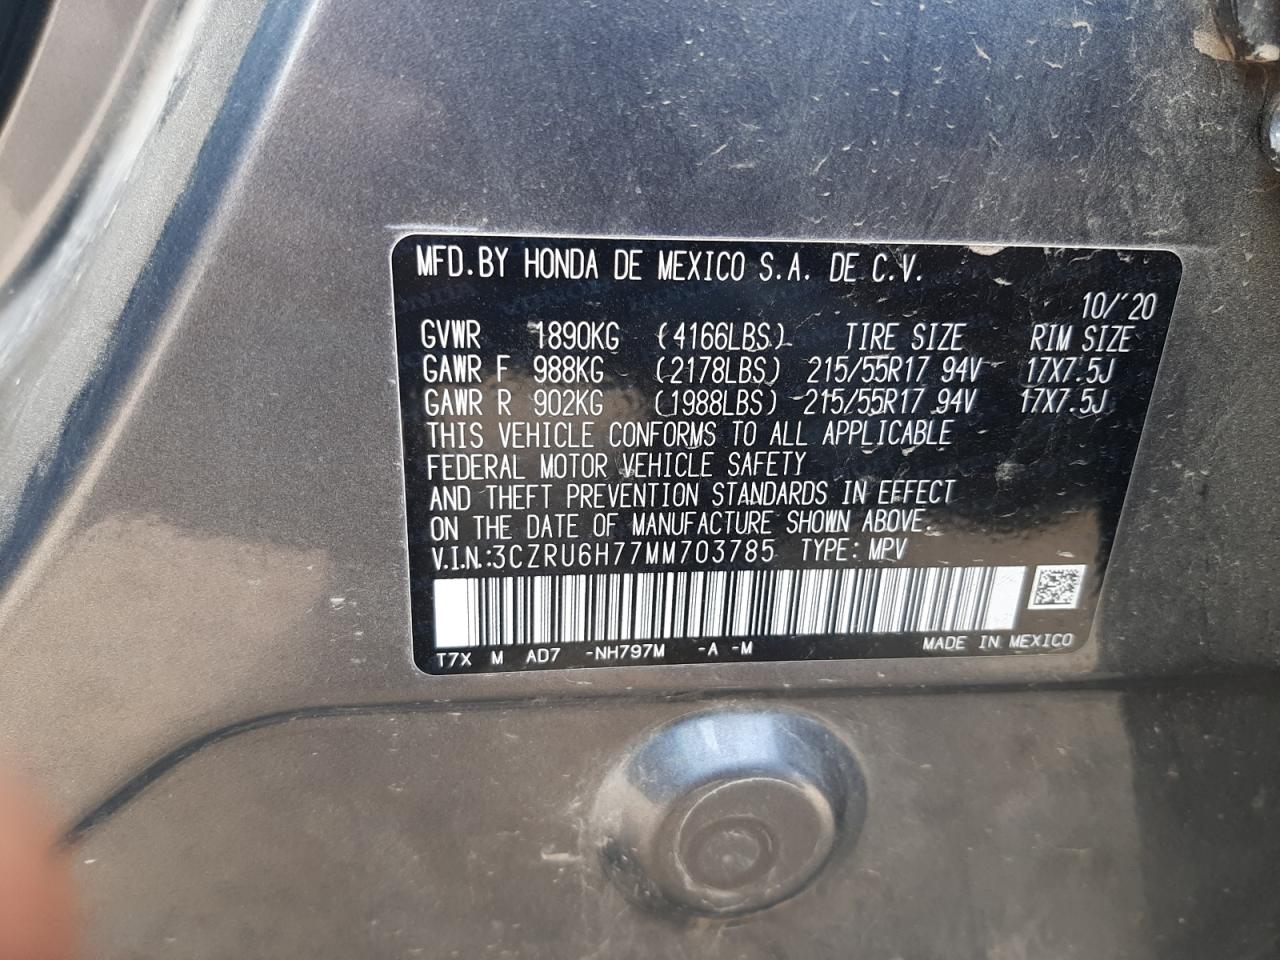 MFD.BY HONDA DE MEXICO S.A. DE C.V.
10/'20
GVWR 1890KG (4166LBS) TIRE SIZE RIM SIZE
GAWR F 988KG (2178LBS) 215/55R17 94V 17X7.5J
GAWR R 902KG (1988LBS) 215/55R17 94V 17X7.5J
THIS VEHICLE CONFORMS TO ALL APPLICABLE
FEDERAL MOTOR VEHICLE SAFETY
AND THEFT PREVENTION STANDARDS IN EFFECT
ON THE DATE OF MANUFACTURE SHOWN ABOVE.
V.I.N.:3CZRU6H77MM703785 TYPE: MPV
T7X M AD7 -NH797M -A -M MADE IN MEXICO